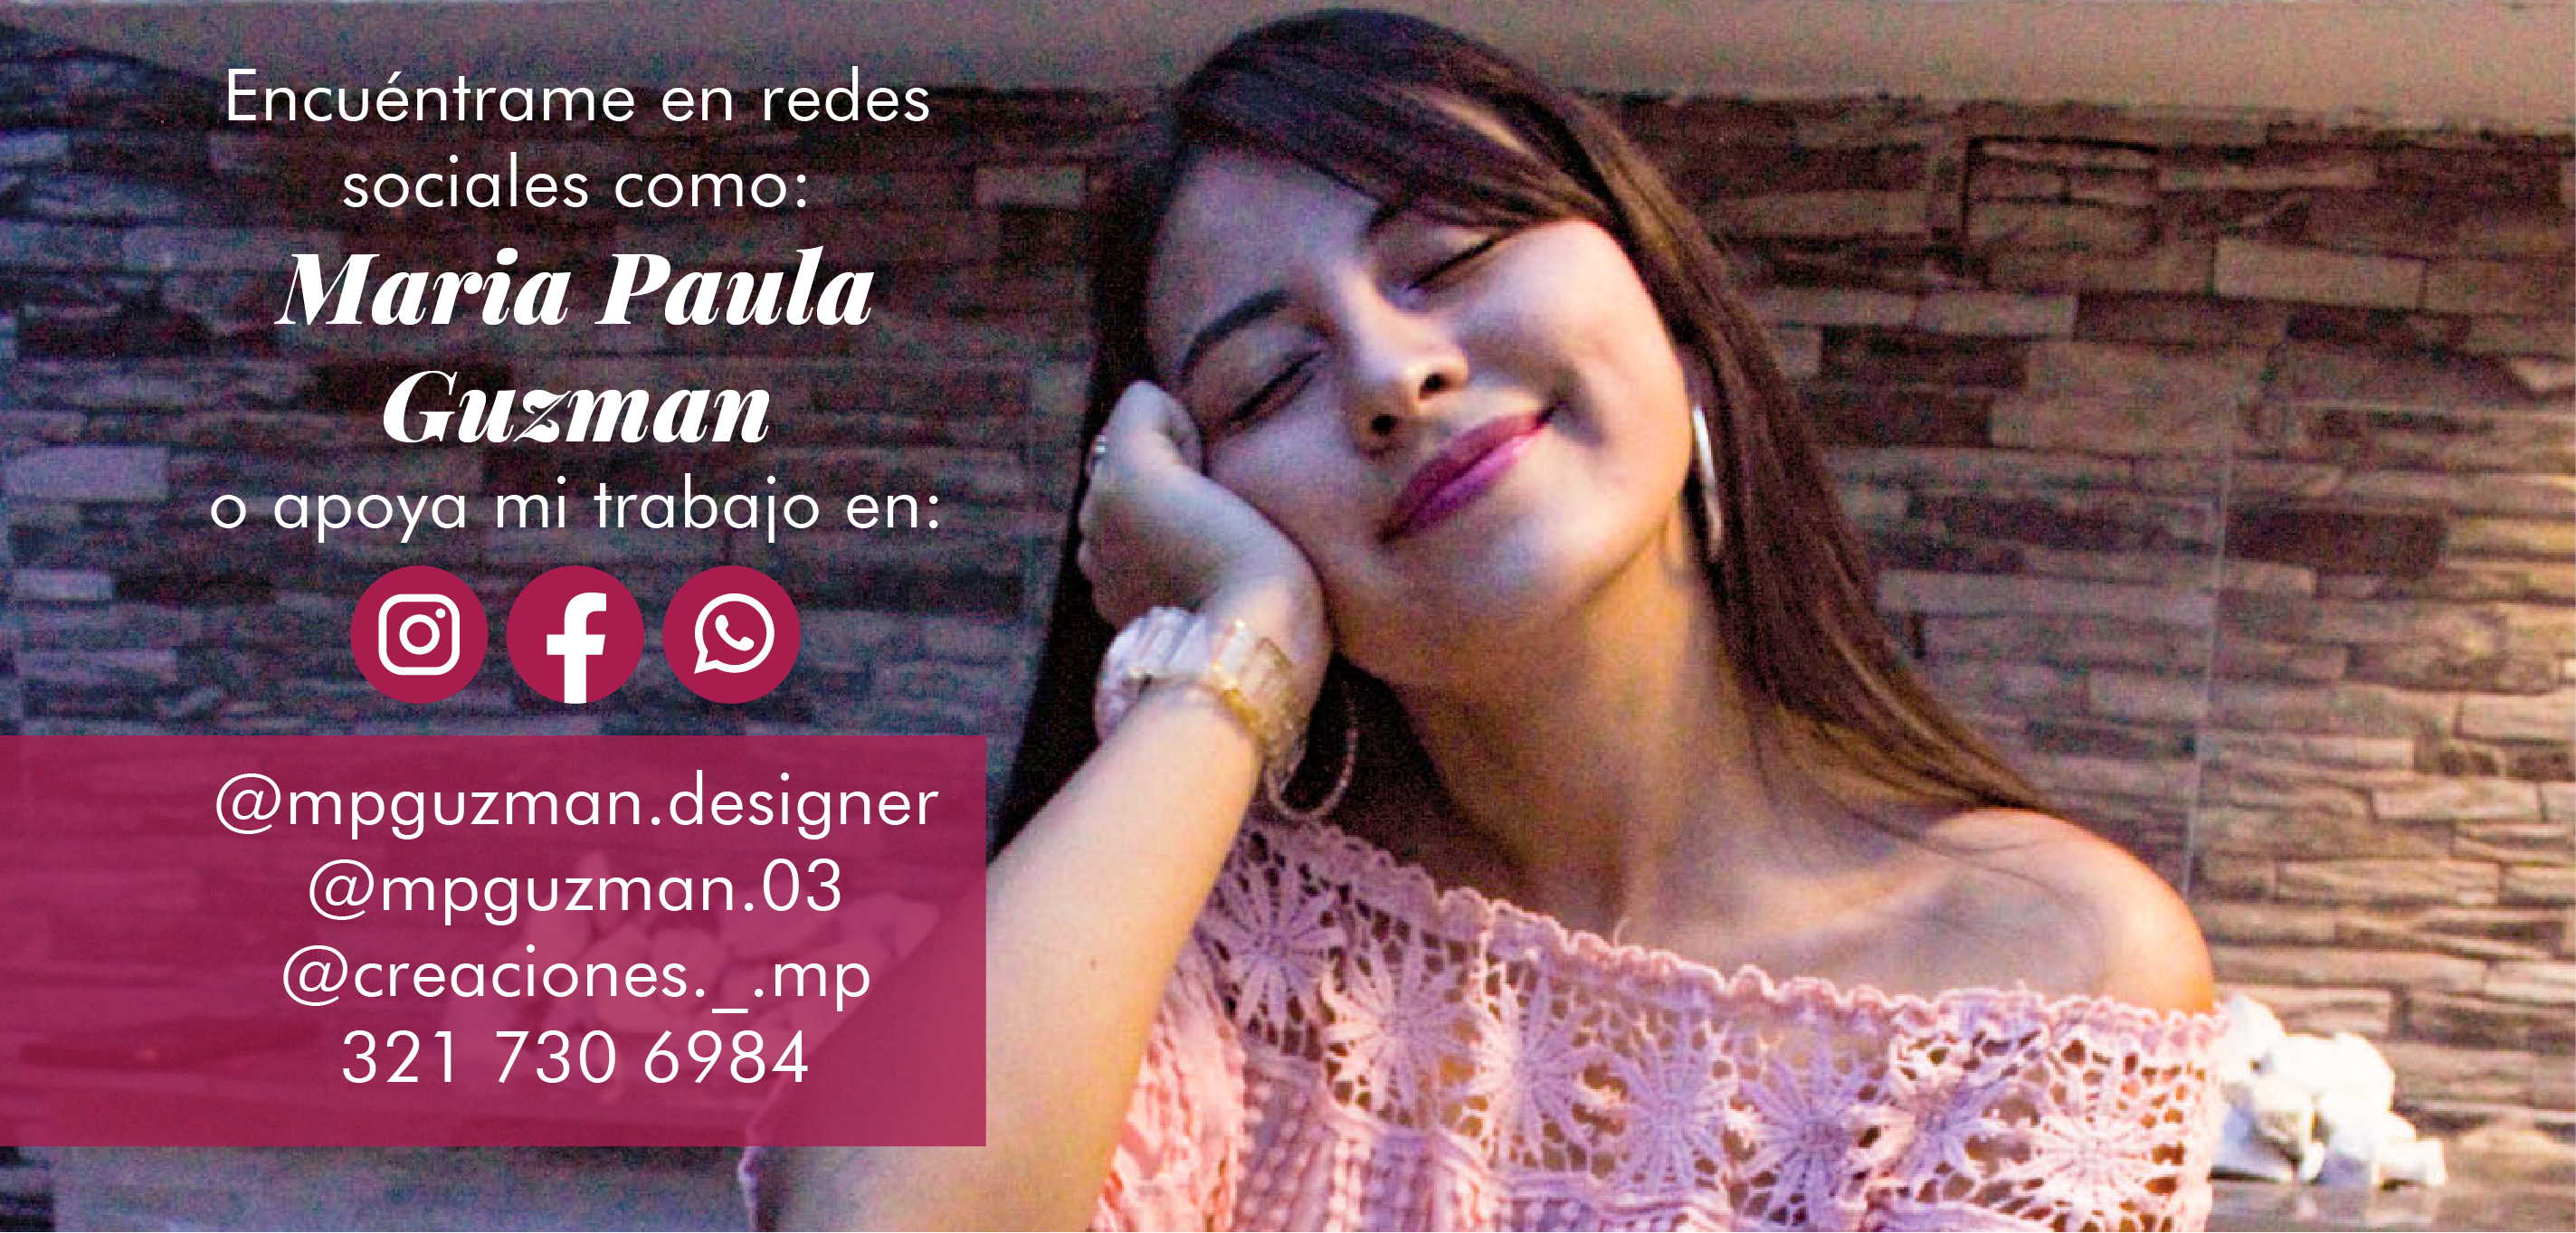 Encuéntrame en redes
sociales como:
Maria Paula
Guzman
o apoya mi trabajo en:
@mpguzman.designer
@mpguzman.03
@creaciones._.mp
321 730 6984